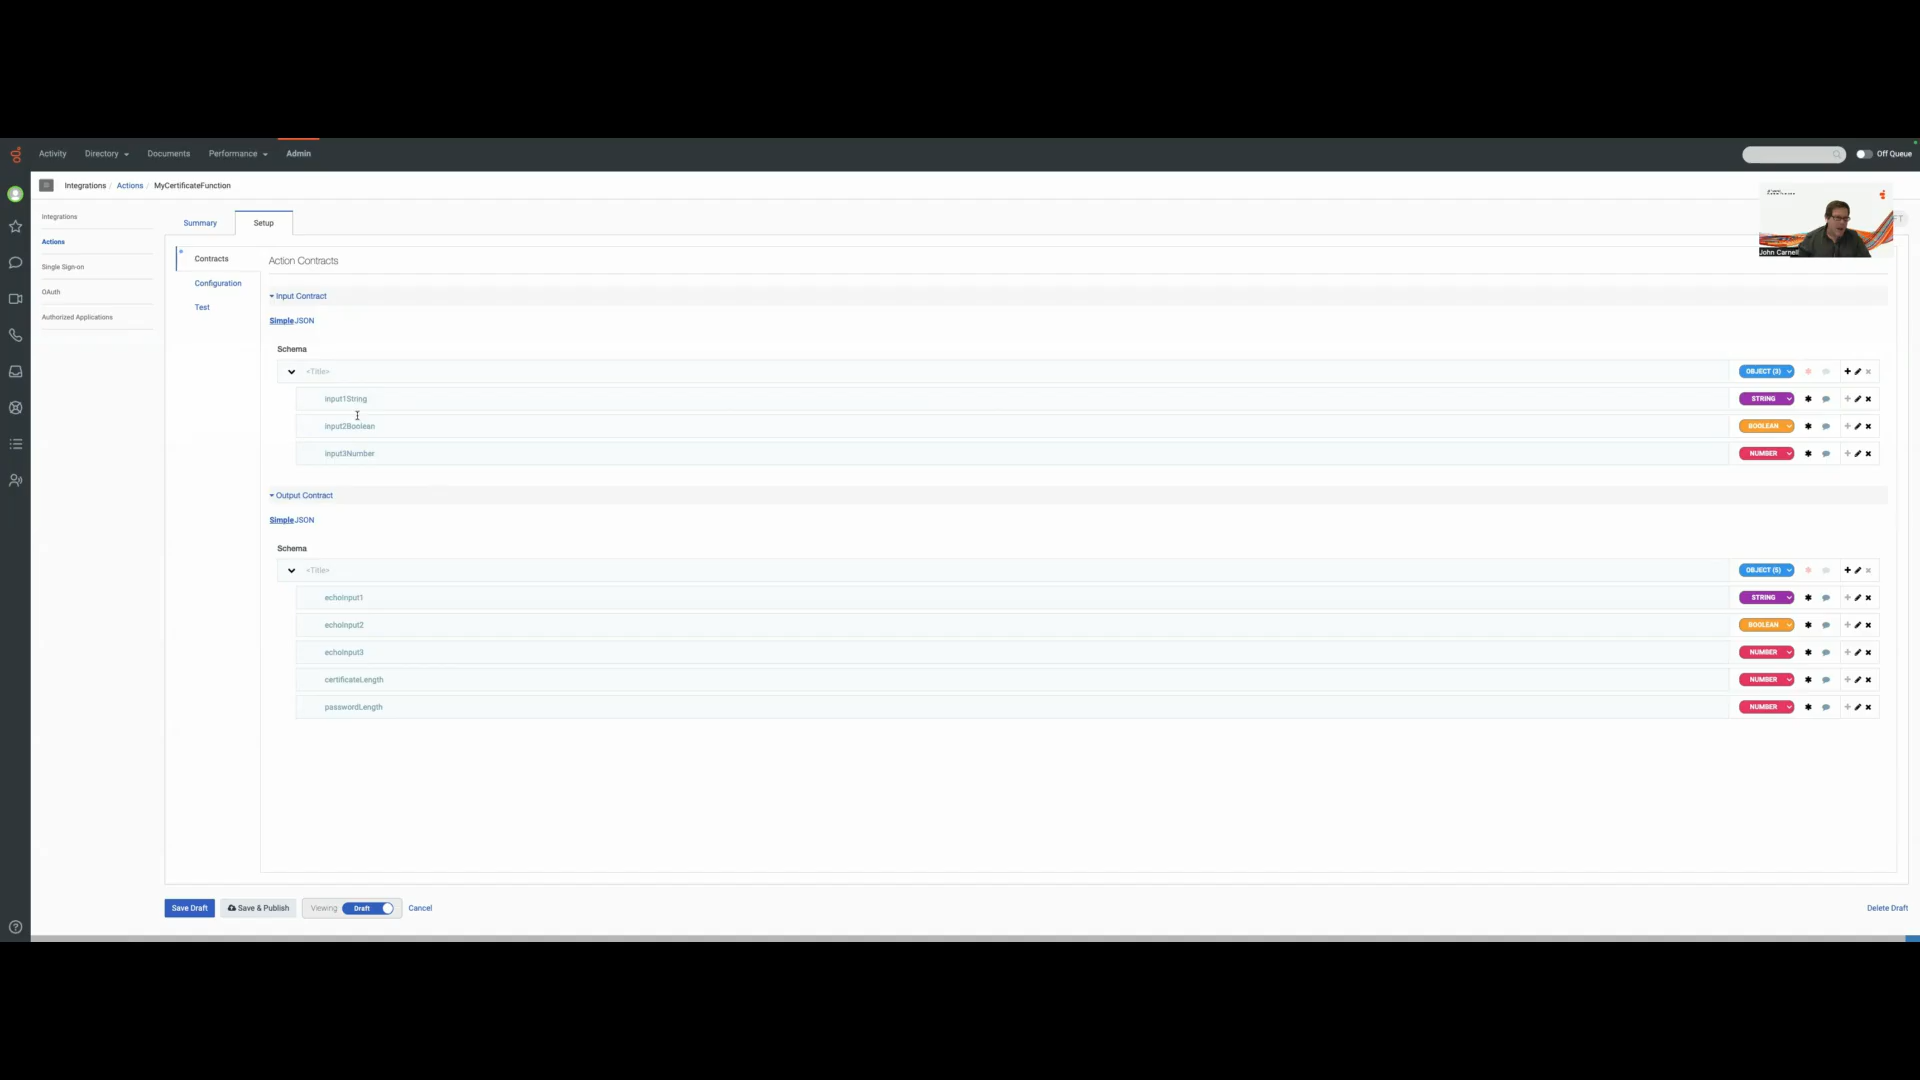 Activity Directory Documents Performance Admin Off Queue
Integrations / Actions / MyCertificateFunction
Integrations
Actions
Single Sign-on
OAuth
Authorized Applications
Summary Setup
Contracts
Configuration
Test
John Carnell
Action Contracts
Input Contract
Simple JSON
Schema
<Title> OBJECT (3)
input1String STRING
input2Boolean BOOLEAN
input3Number NUMBER
Output Contract
Simple JSON
Schema
<Title> OBJECT (5)
echoInput1 STRING
echoInput2 BOOLEAN
echoInput3 NUMBER
certificateLength NUMBER
passwordLength NUMBER
Save Draft Save & Publish Viewing Draft Cancel Delete Draft